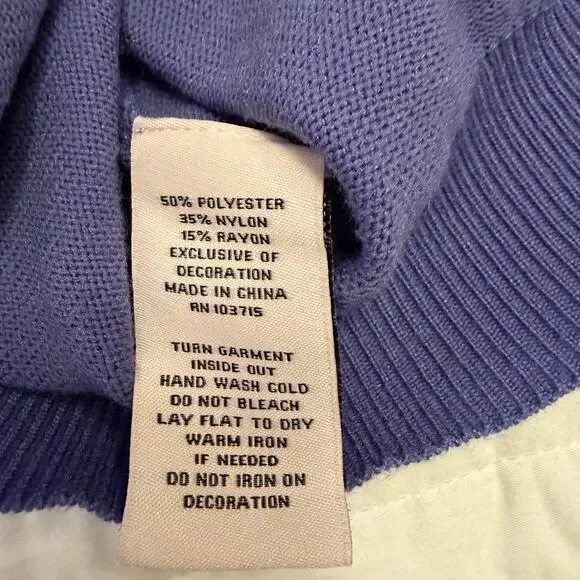 50% POLYESTER
35% NYLON
15% RAYON
EXCLUSIVE OF
DECORATION
MADE IN CHINA
RN 103715
TURN GARMENT
INSIDE OUT
HAND WASH COLD
DO NOT BLEACH
LAY FLAT TO DRY
WARM IRON
IF NEEDED
DO NOT IRON ON
DECORATION